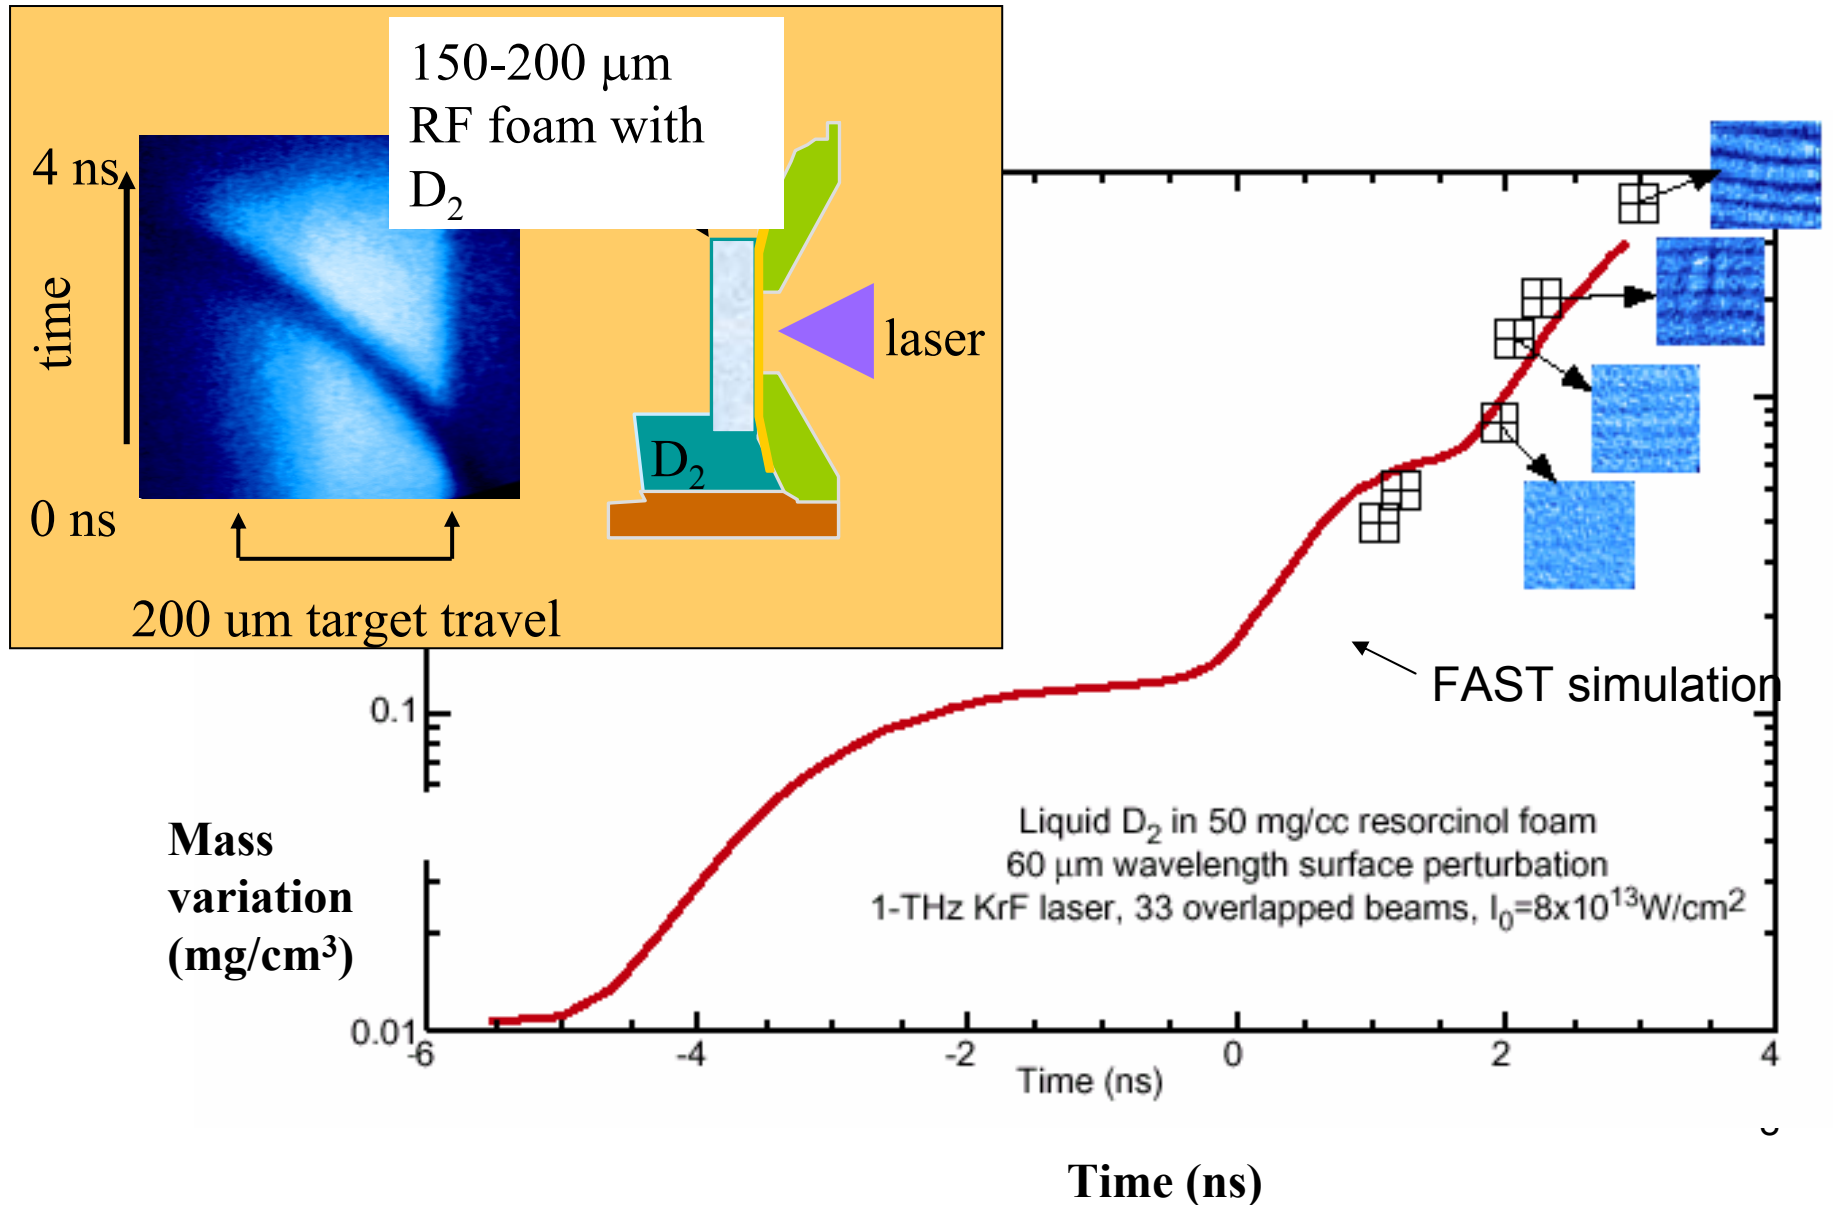 150-200 μm
RF foam with
D₂
4 ns
time
0 ns
200 um target travel
laser
D₂
FAST simulation
0.1
Mass
variation
(mg/cm³)
Liquid D₂ in 50 mg/cc resorcinol foam
60 μm wavelength surface perturbation
1-THz KrF laser, 33 overlapped beams, I₀=8x10¹³W/cm²
0.01
-6 -4 -2 0 2 4
Time (ns)
Time (ns)